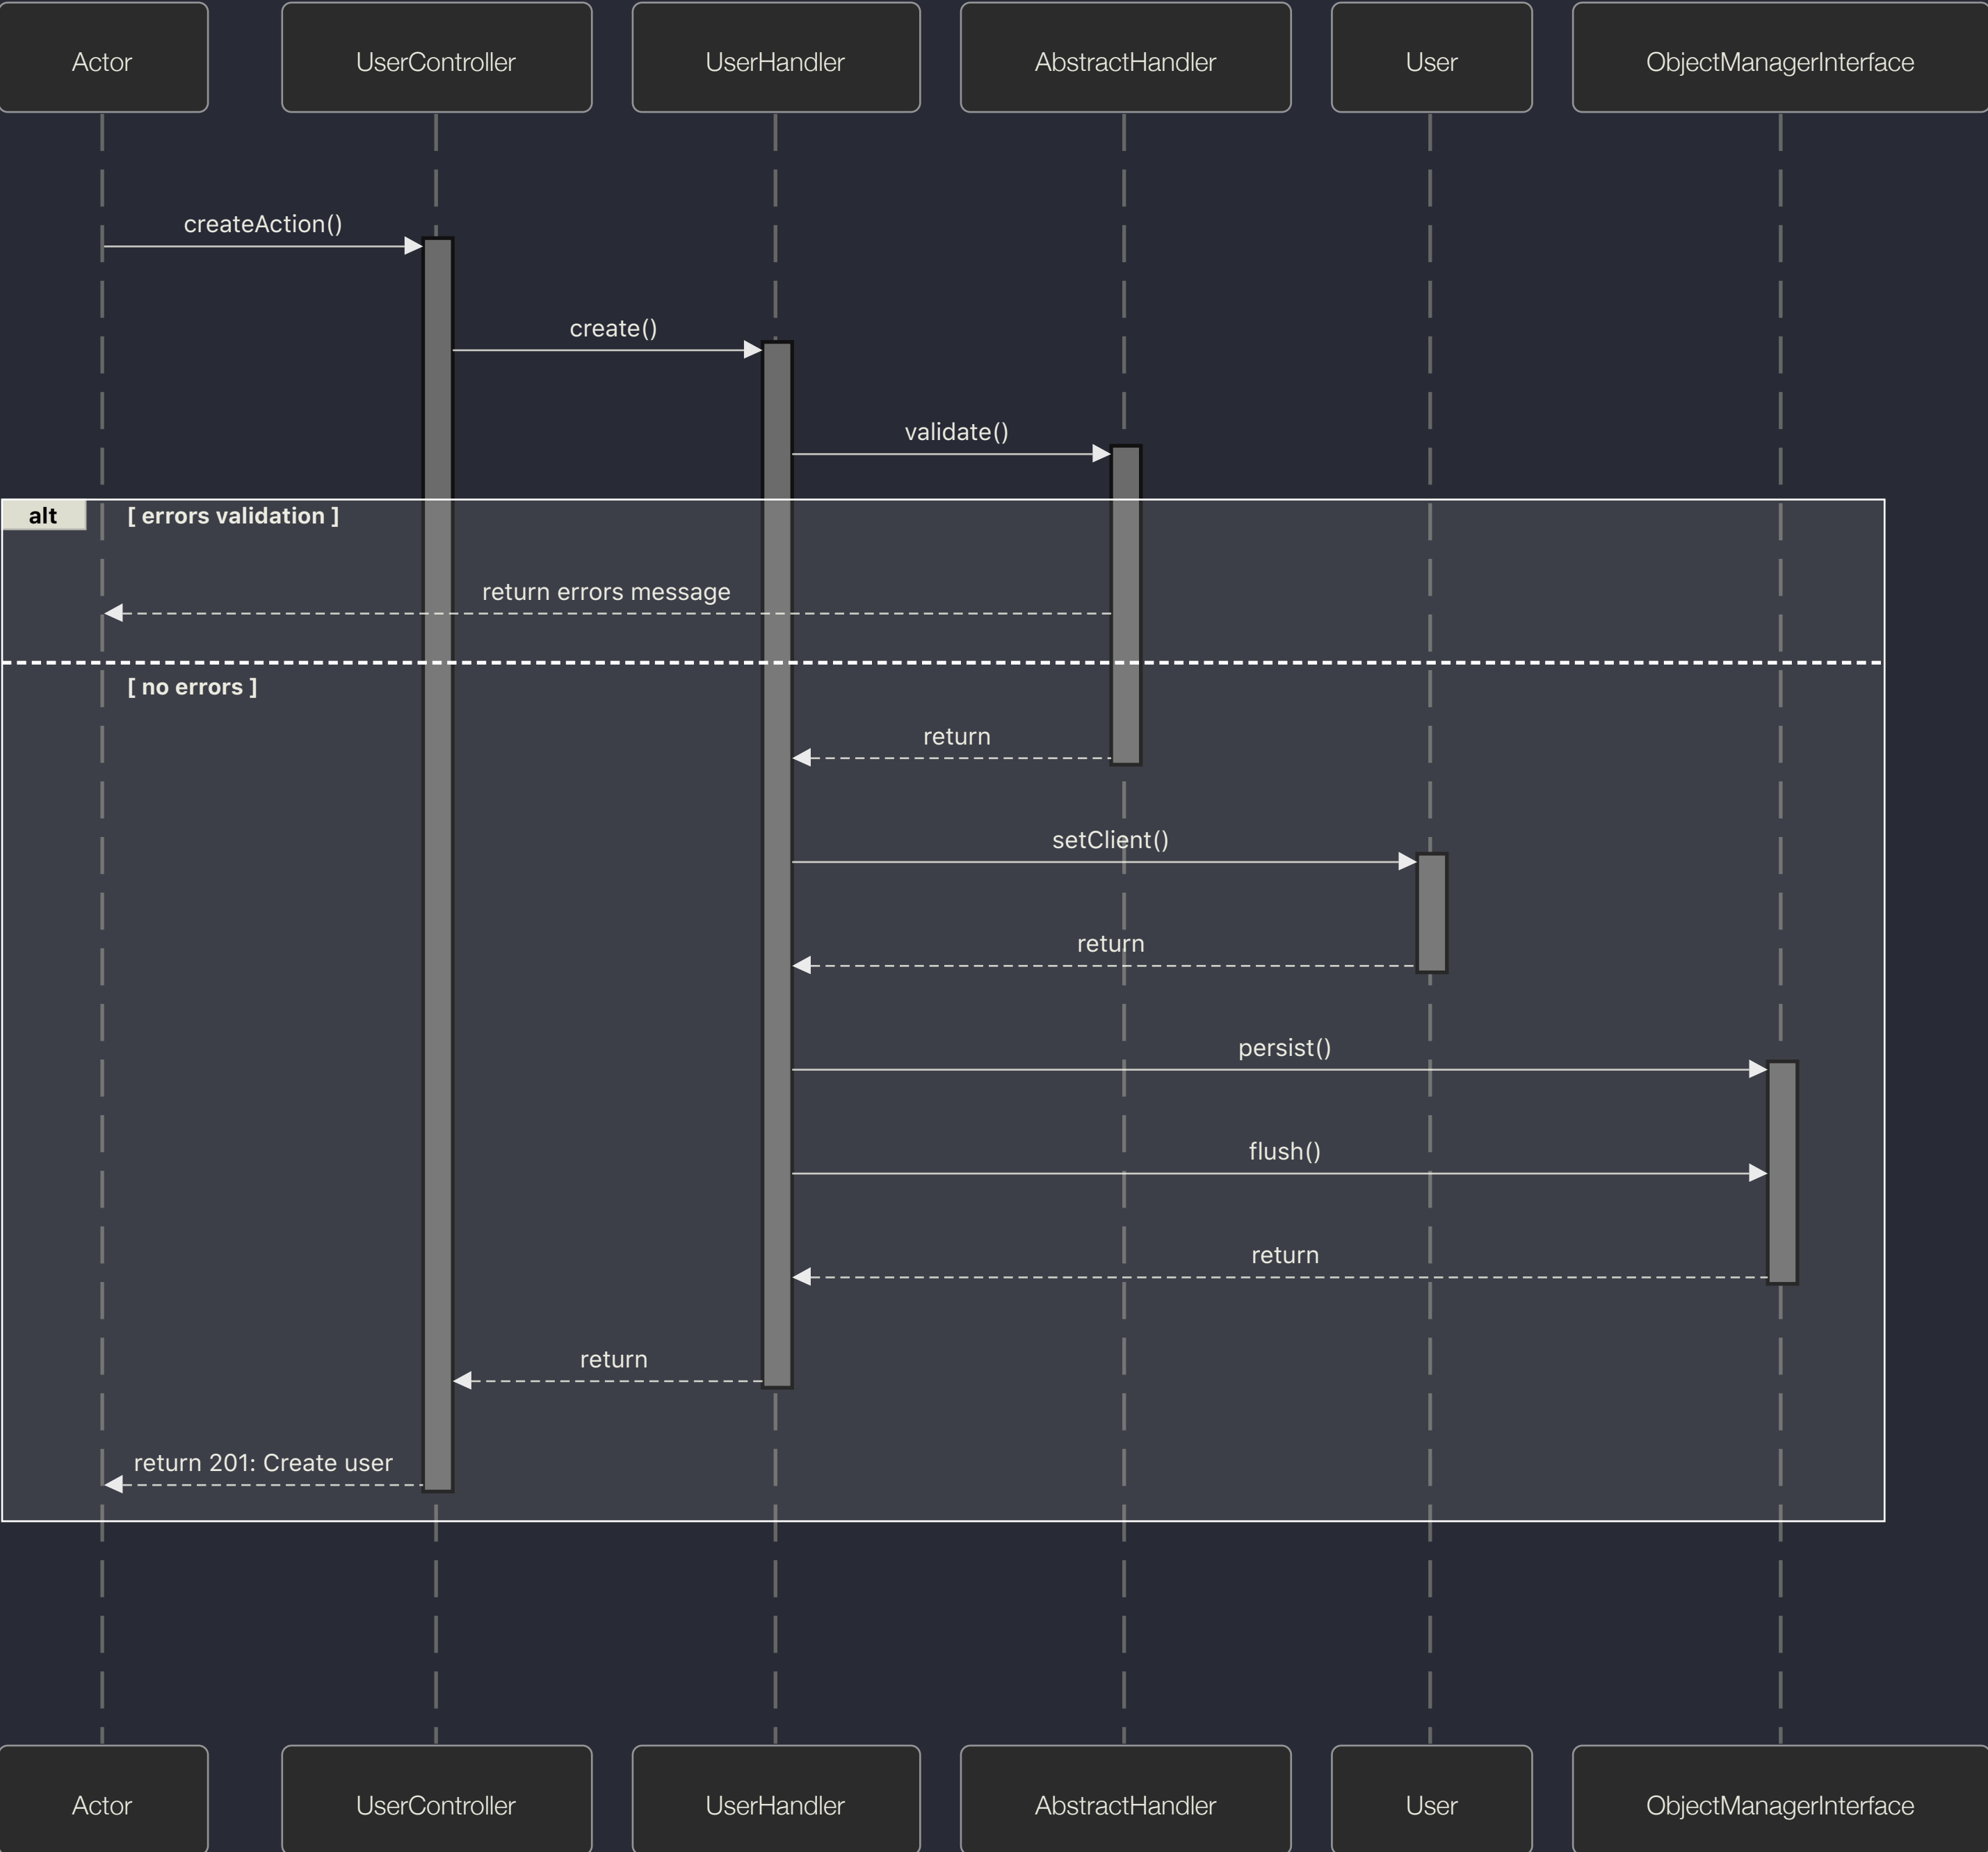 Actor
UserController
UserHandler
AbstractHandler
User
ObjectManagerInterface
createAction()
create()
validate()
alt
[ errors validation ]
return errors message
[ no errors ]
return
setClient()
return
persist()
flush()
return
return
return 201: Create user
Actor
UserController
UserHandler
AbstractHandler
User
ObjectManagerInterface